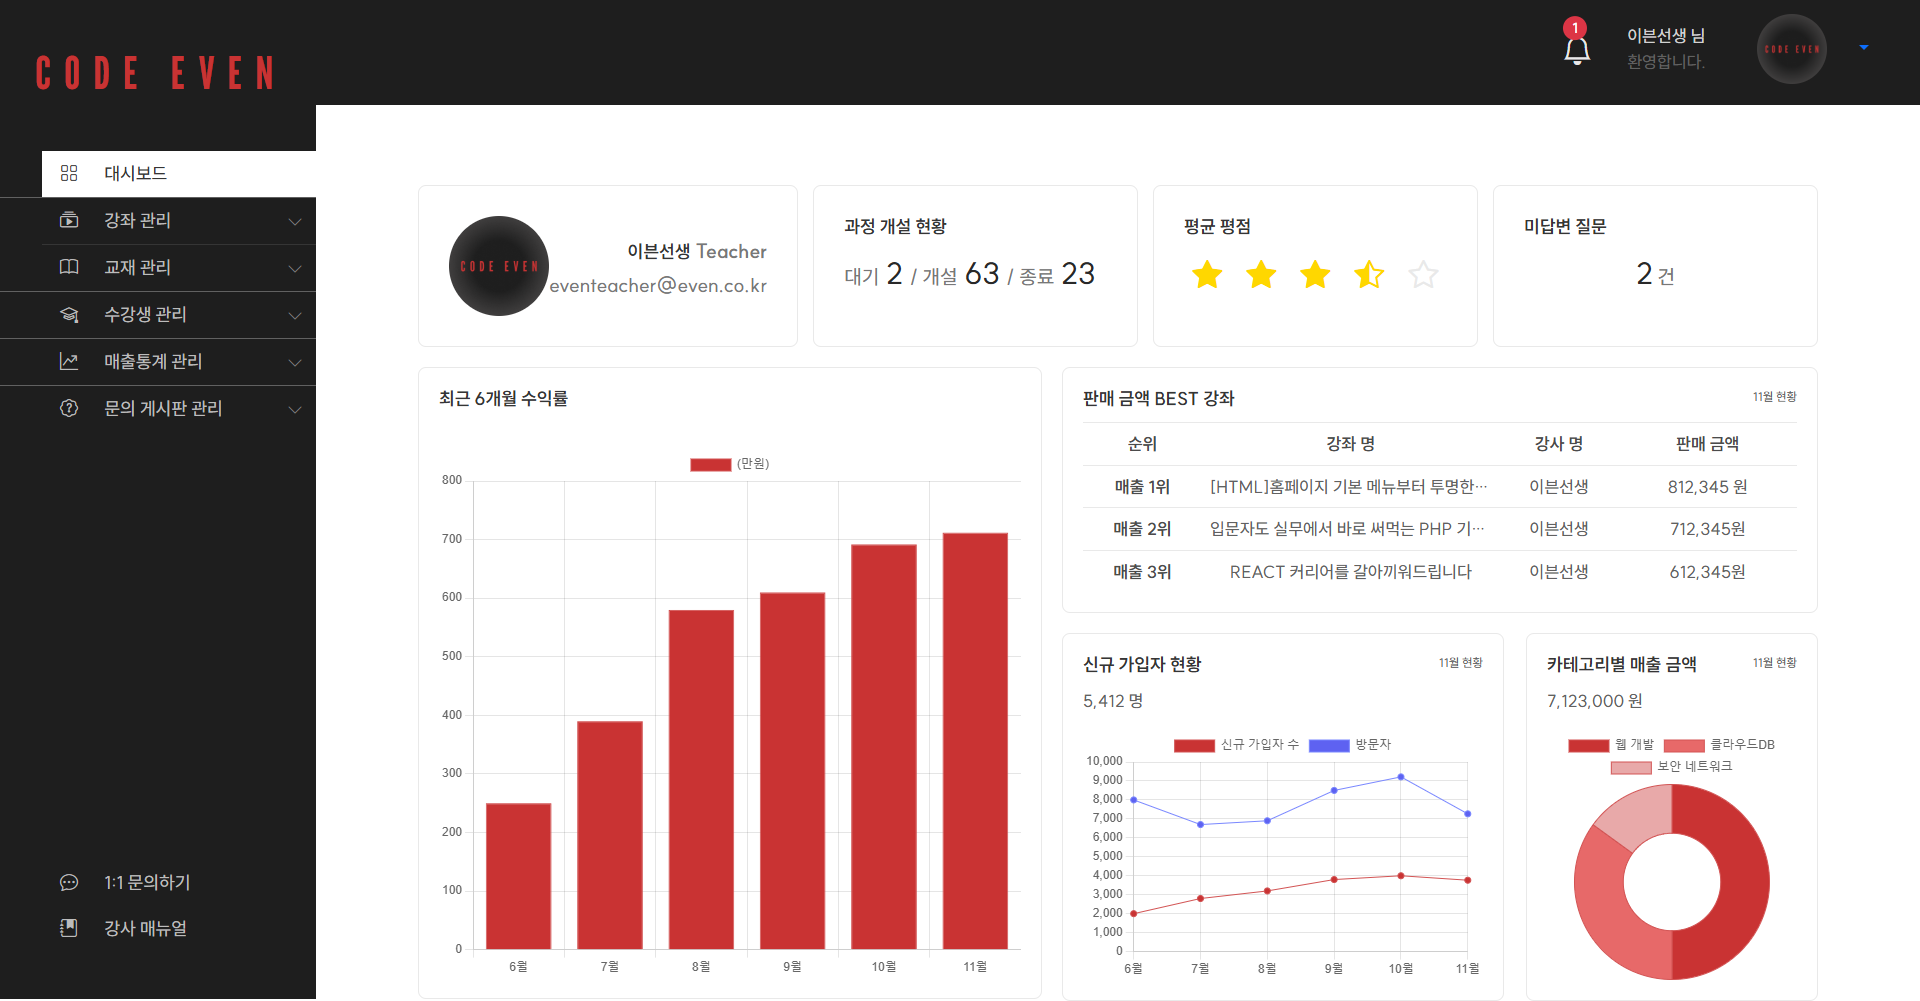 CODE EVEN
1
이븐선생 님
환영합니다.
CODE EVEN
대시보드
강좌 관리
교재 관리
수강생 관리
매출통계 관리
문의 게시판 관리
1:1 문의하기
강사 매뉴얼
CODE EVEN
이븐선생 Teacher
eventeacher@even.co.kr
과정 개설 현황
대기 2 / 개설 63 / 종료 23
평균 평점
미답변 질문
2 건
최근 6개월 수익률
(만원)
800
700
600
500
400
300
200
100
0
6월 7월 8월 9월 10월 11월
판매 금액 BEST 강좌 11월 현황
순위 강좌 명 강사 명 판매 금액
매출 1위 [HTML]홈페이지 기본 메뉴부터 투명한… 이븐선생 812,345 원
매출 2위 입문자도 실무에서 바로 써먹는 PHP 기… 이븐선생 712,345원
매출 3위 REACT 커리어를 갈아끼워드립니다 이븐선생 612,345원
신규 가입자 현황 11월 현황
5,412 명
신규 가입자 수 방문자
10,000
9,000
8,000
7,000
6,000
5,000
4,000
3,000
2,000
1,000
0
6월 7월 8월 9월 10월 11월
카테고리별 매출 금액 11월 현황
7,123,000 원
웹 개발 클라우드DB
보안 네트워크